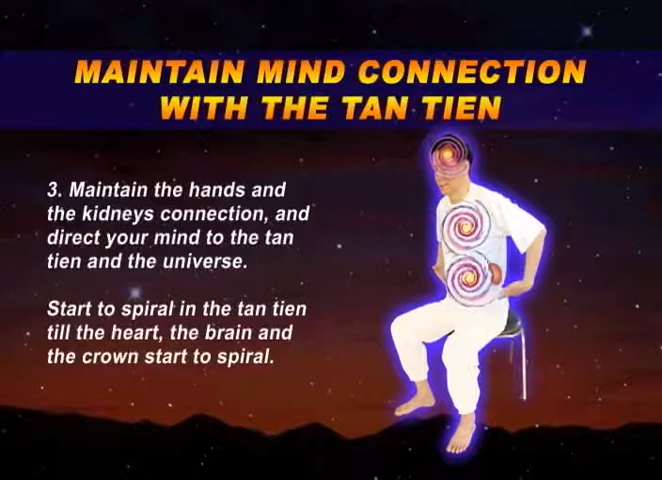 MAINTAIN MIND CONNECTION
WITH THE TAN TIEN
3. Maintain the hands and
the kidneys connection, and
direct your mind to the tan
tien and the universe.
Start to spiral in the tan tien
till the heart, the brain and
the crown start to spiral.